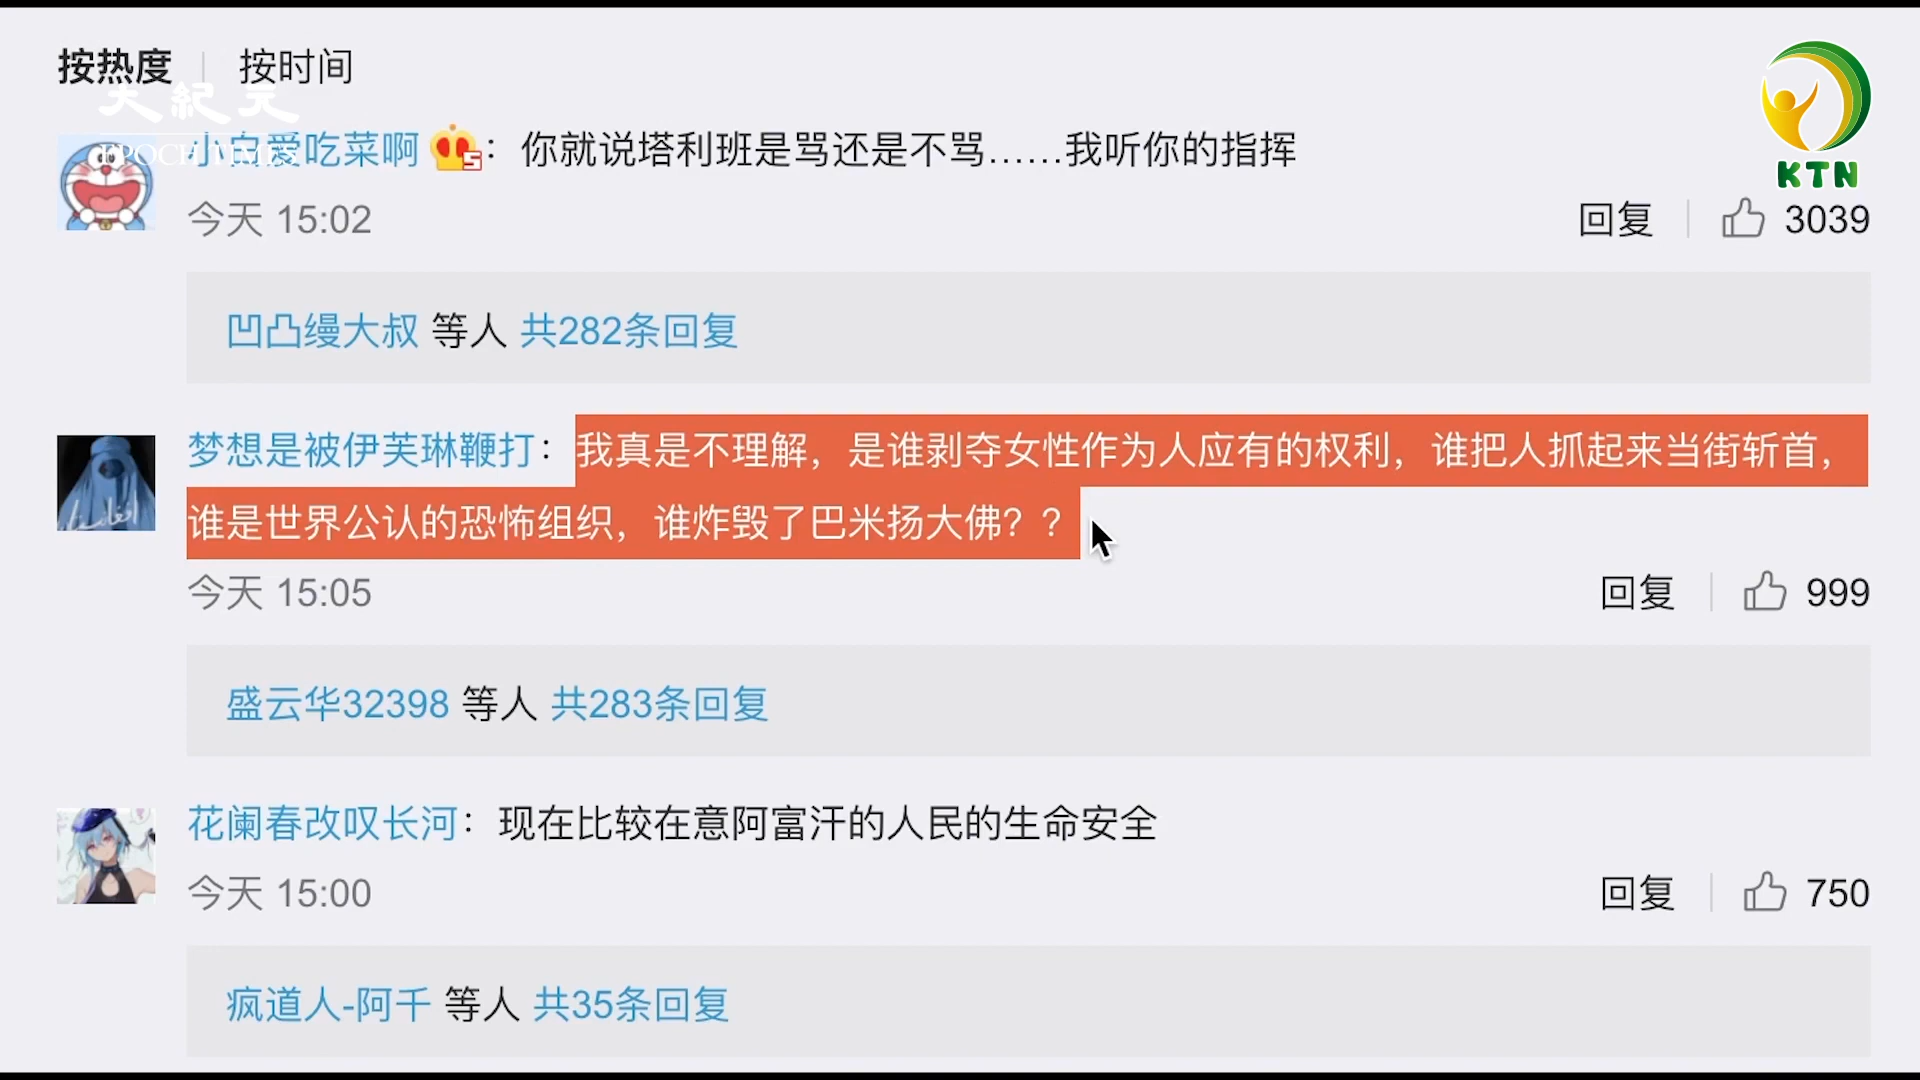 按热度 | 按时间
大紀元
EPOCH TIMES
KTN
小白爱吃菜啊：你就说塔利班是骂还是不骂……我听你的指挥
今天 15:02 回复 3039
凹凸缦大叔 等人 共282条回复
梦想是被伊芙琳鞭打：我真是不理解，是谁剥夺女性作为人应有的权利，谁把人抓起来当街斩首，
谁是世界公认的恐怖组织，谁炸毁了巴米扬大佛？？
今天 15:05 回复 999
盛云华32398 等人 共283条回复
花阑春改叹长河：现在比较在意阿富汗的人民的生命安全
今天 15:00 回复 750
疯道人-阿千 等人 共35条回复